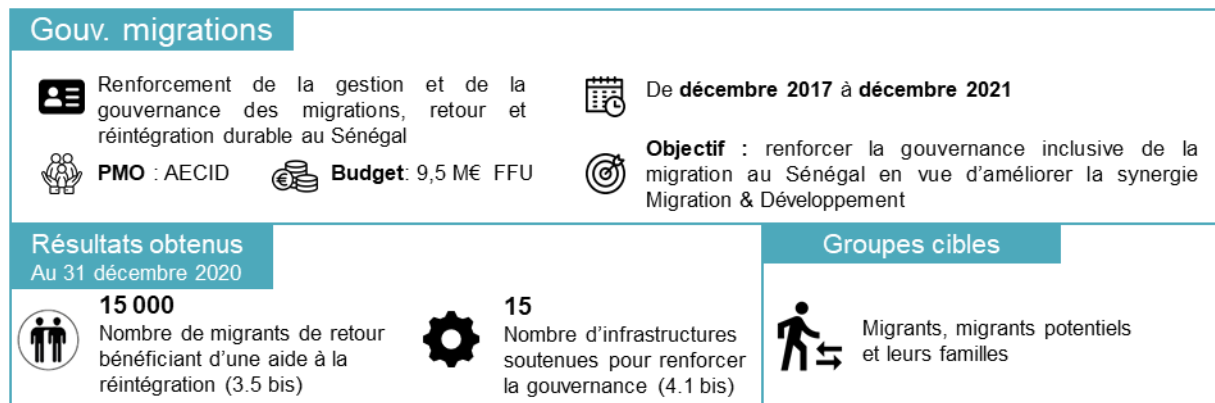 Gouv. migrations
Renforcement de la gestion et de la
gouvernance des migrations, retour et
réintégration durable au Sénégal
PMO : AECID
Budget: 9,5 M€ FFU
De décembre 2017 à décembre 2021
Objectif : renforcer la gouvernance inclusive de la
migration au Sénégal en vue d'améliorer la synergie
Migration & Développement
Résultats obtenus
Au 31 décembre 2020
15 000
Nombre de migrants de retour
bénéficiant d'une aide à la
réintégration (3.5 bis)
15
Nombre d'infrastructures
soutenues pour renforcer
la gouvernance (4.1 bis)
Groupes cibles
Migrants, migrants potentiels
et leurs familles